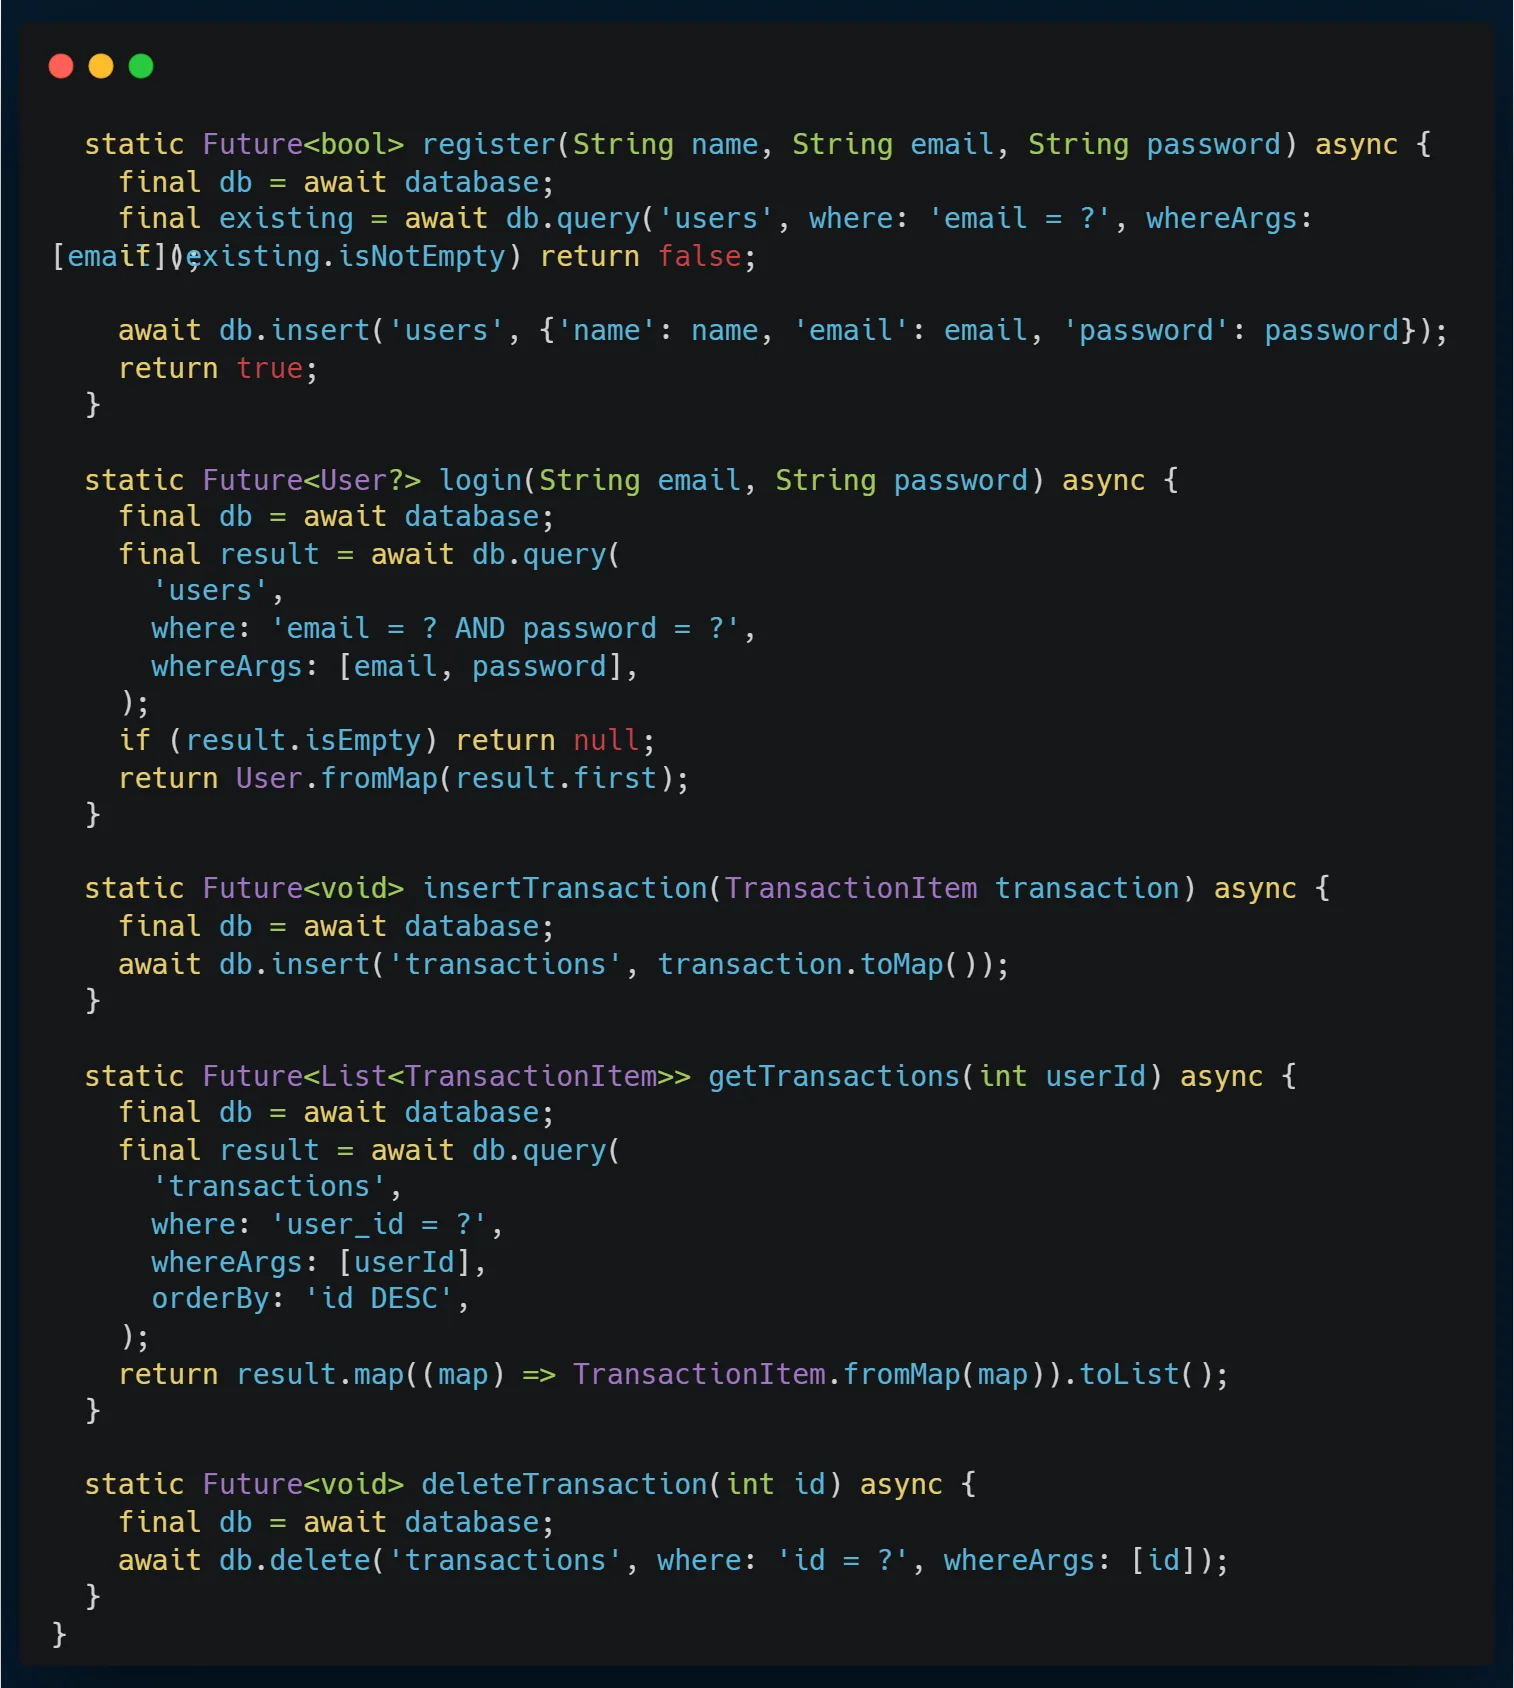 static Future<bool> register(String name, String email, String password) async {
final db = await database;
final existing = await db.query('users', where: 'email = ?', whereArgs:
[email]);
if (existing.isNotEmpty) return false;
await db.insert('users', {'name': name, 'email': email, 'password': password});
return true;
}
static Future<User?> login(String email, String password) async {
final db = await database;
final result = await db.query(
'users',
where: 'email = ? AND password = ?',
whereArgs: [email, password],
);
if (result.isEmpty) return null;
return User.fromMap(result.first);
}
static Future<void> insertTransaction(TransactionItem transaction) async {
final db = await database;
await db.insert('transactions', transaction.toMap());
}
static Future<List<TransactionItem>> getTransactions(int userId) async {
final db = await database;
final result = await db.query(
'transactions',
where: 'user_id = ?',
whereArgs: [userId],
orderBy: 'id DESC',
);
return result.map((map) => TransactionItem.fromMap(map)).toList();
}
static Future<void> deleteTransaction(int id) async {
final db = await database;
await db.delete('transactions', where: 'id = ?', whereArgs: [id]);
}
}